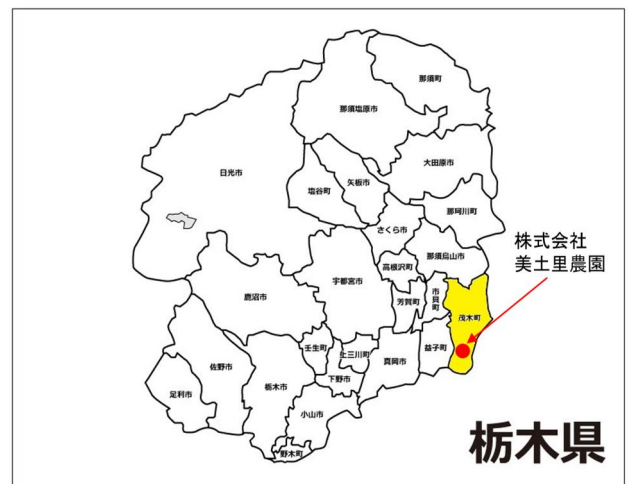 那須町
那須塩原市
大田原市
日光市
矢板市
塩谷町
那珂川町
さくら市
那須烏山市
株式会社
美土里農園
高根沢町
宇都宮市
鹿沼市
芳賀町
市貝町
茂木町
壬生町
上三川町
益子町
真岡市
佐野市
下野市
栃木市
足利市
小山市
野木町
栃木県